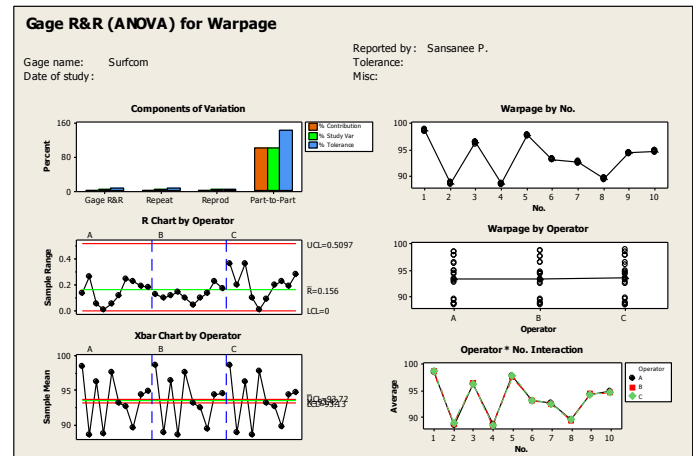 Gage R&R (ANOVA) for Warpage
Gage name: Surfcom
Date of study:
Reported by: Sansanee P.
Tolerance:
Misc:
Components of Variation
160
80
0
Percent
Gage R&R Repeat Reprod Part-to-Part
% Contribution
% Study Var
% Tolerance
R Chart by Operator
A B C
0.4
0.2
0.0
Sample Range
UCL=0.5097
R=0.156
LCL=0
Xbar Chart by Operator
A B C
100
95
90
Sample Mean
Warpage by No.
100
95
90
1 2 3 4 5 6 7 8 9 10
No.
Warpage by Operator
100
95
90
A B C
Operator
Operator * No. Interaction
100
95
90
Average
1 2 3 4 5 6 7 8 9 10
No.
Operator
A
B
C